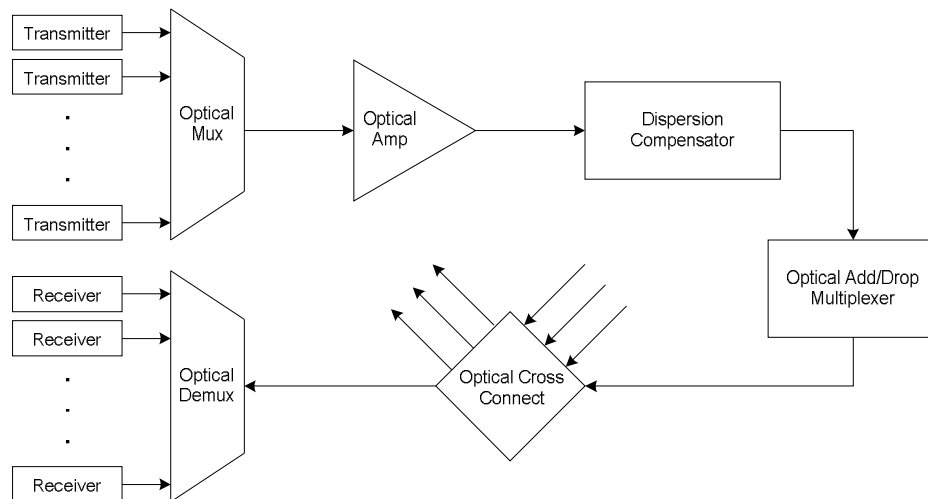 Transmitter
Transmitter
Transmitter
Optical
Mux
Optical
Amp
Dispersion
Compensator
Optical Add/Drop
Multiplexer
Optical Cross
Connect
Optical
Demux
Receiver
Receiver
Receiver